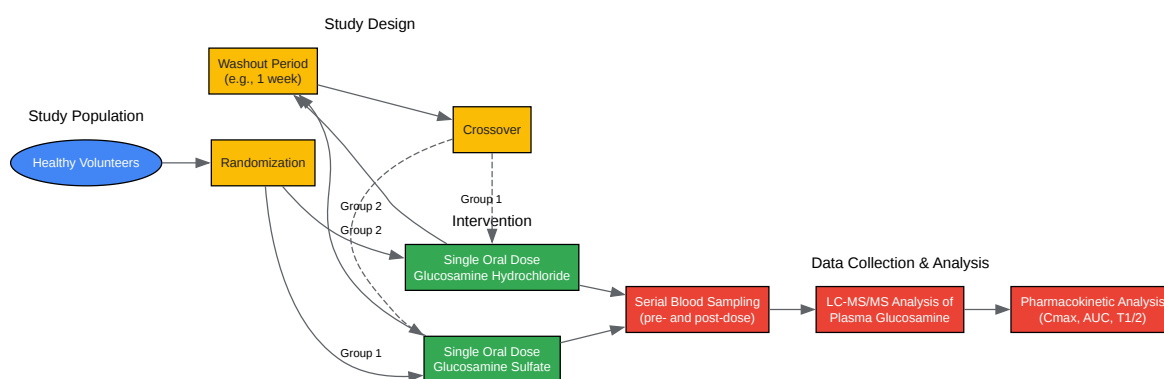 Study Design
Washout Period
(e.g., 1 week)
Study Population
Crossover
Healthy Volunteers
Randomization
Group 2
Group 1
Intervention
Group 2
Single Oral Dose
Glucosamine Hydrochloride
Data Collection & Analysis
Serial Blood Sampling
(pre- and post-dose)
LC-MS/MS Analysis of
Plasma Glucosamine
Pharmacokinetic Analysis
(Cmax, AUC, T1/2)
Group 1
Single Oral Dose
Glucosamine Sulfate